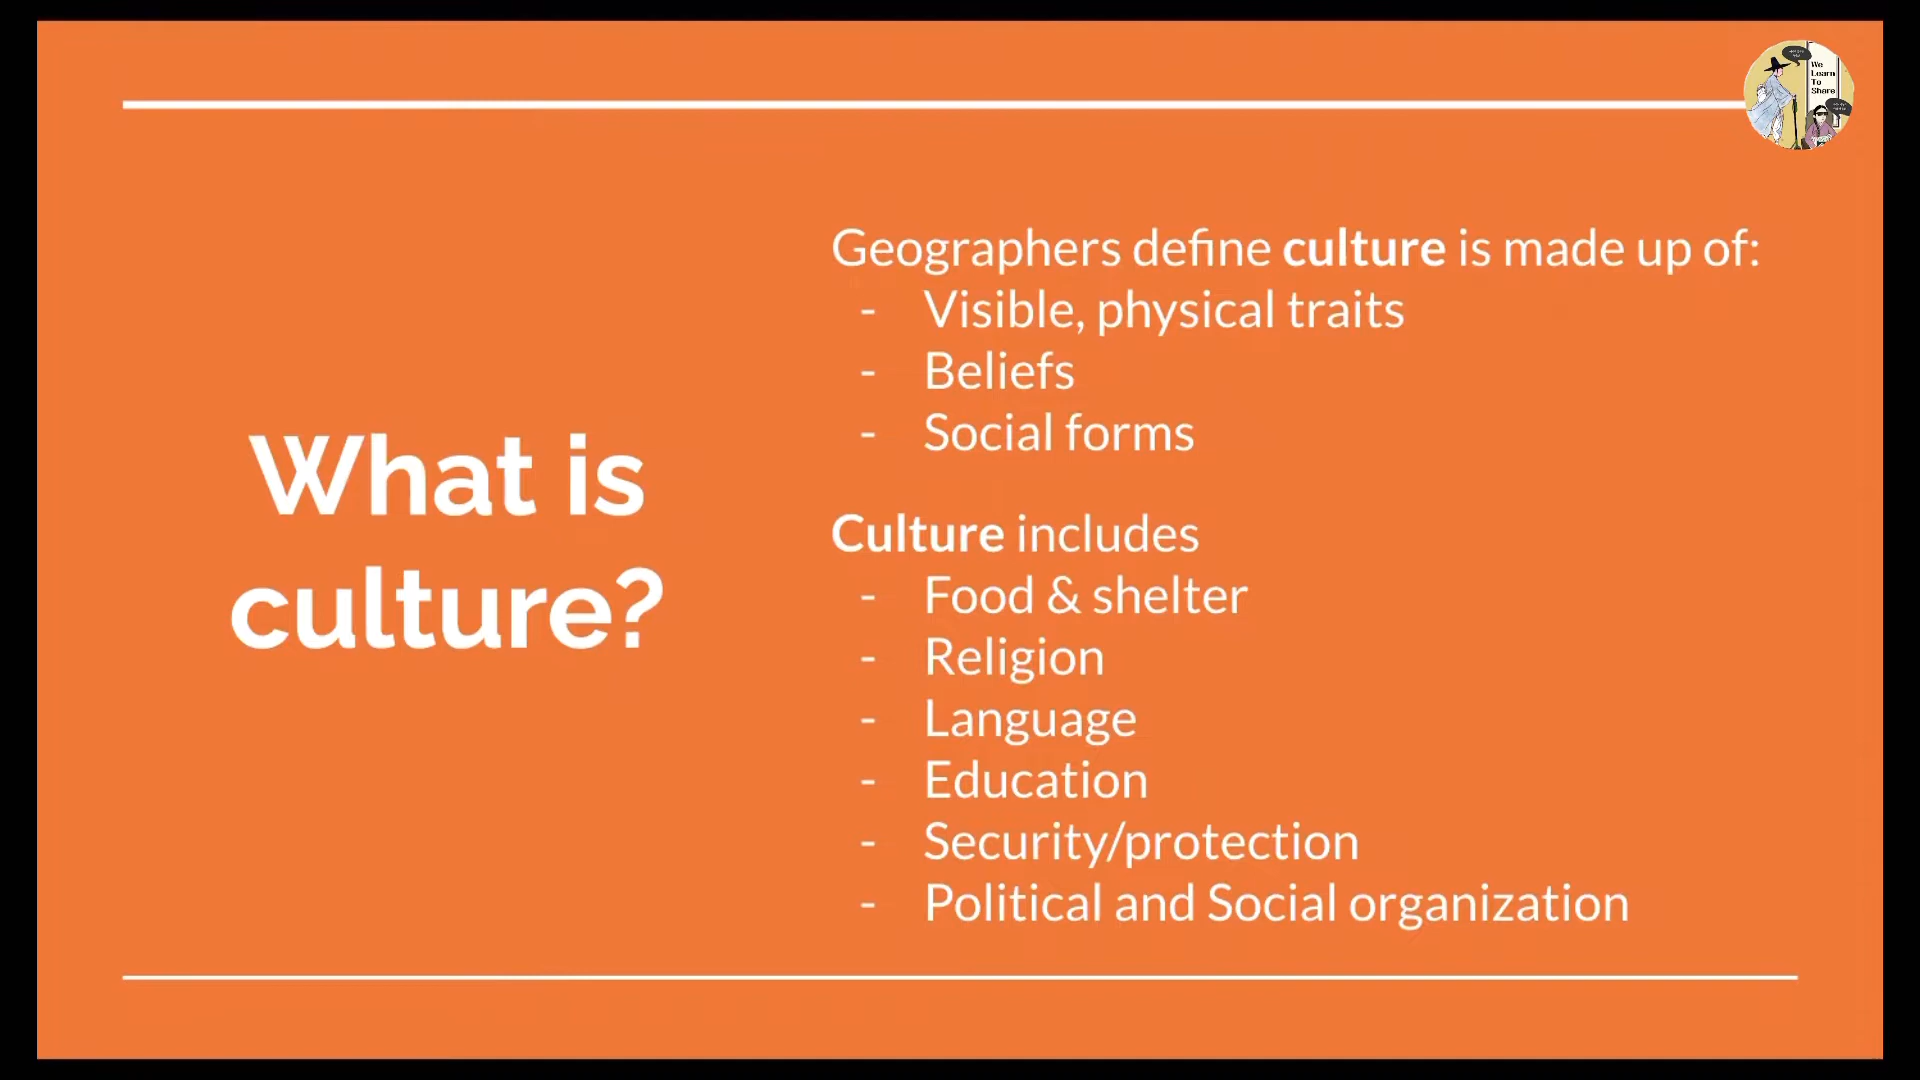 We
Learn
To
Share
What is
culture?
Geographers define culture is made up of:
- Visible, physical traits
- Beliefs
- Social forms
Culture includes
- Food & shelter
- Religion
- Language
- Education
- Security/protection
- Political and Social organization